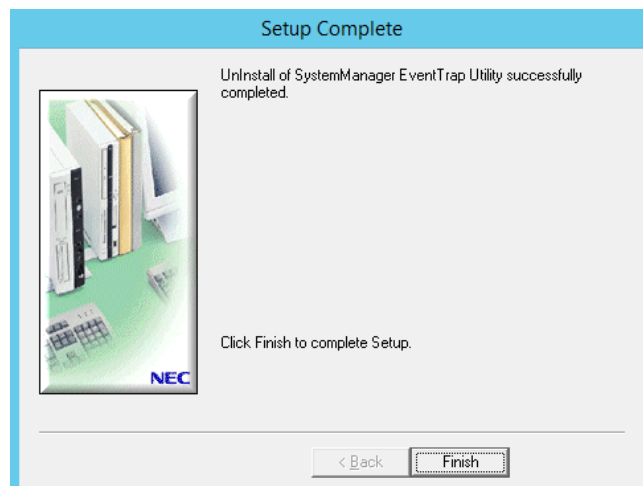 Setup Complete
UnInstall of SystemManager EventTrap Utility successfully
completed.
Click Finish to complete Setup.
NEC
< Back
Finish